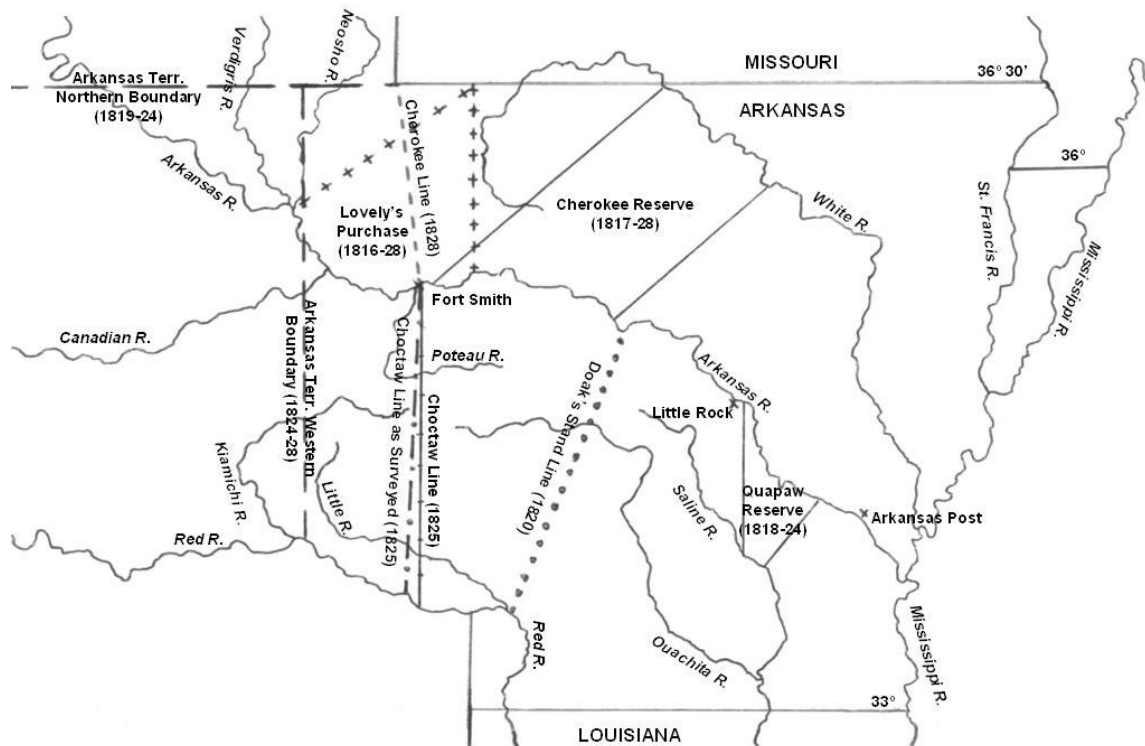 Verdigris R.
Neosho R.
MISSOURI
36° 30'
Arkansas Terr.
Northern Boundary
(1819-24)
ARKANSAS
Cherokee Line (1828)
36°
Arkansas R.
Lovely's
Purchase
(1816-28)
Cherokee Reserve
(1817-28)
White R.
St. Francis R.
Mississippi R.
Fort Smith
Canadian R.
Arkansas Terr. Western
Boundary (1824-28)
Choctaw Line as Surveyed (1825)
Poteau R.
Choctaw Line (1825)
Doak's Stand Line (1820)
Arkansas R.
Little Rock
Kiamichi R.
Little R.
Saline R.
Quapaw
Reserve
(1818-24)
Arkansas Post
Red R.
Red R.
Ouachita R.
Mississippi R.
33°
LOUISIANA